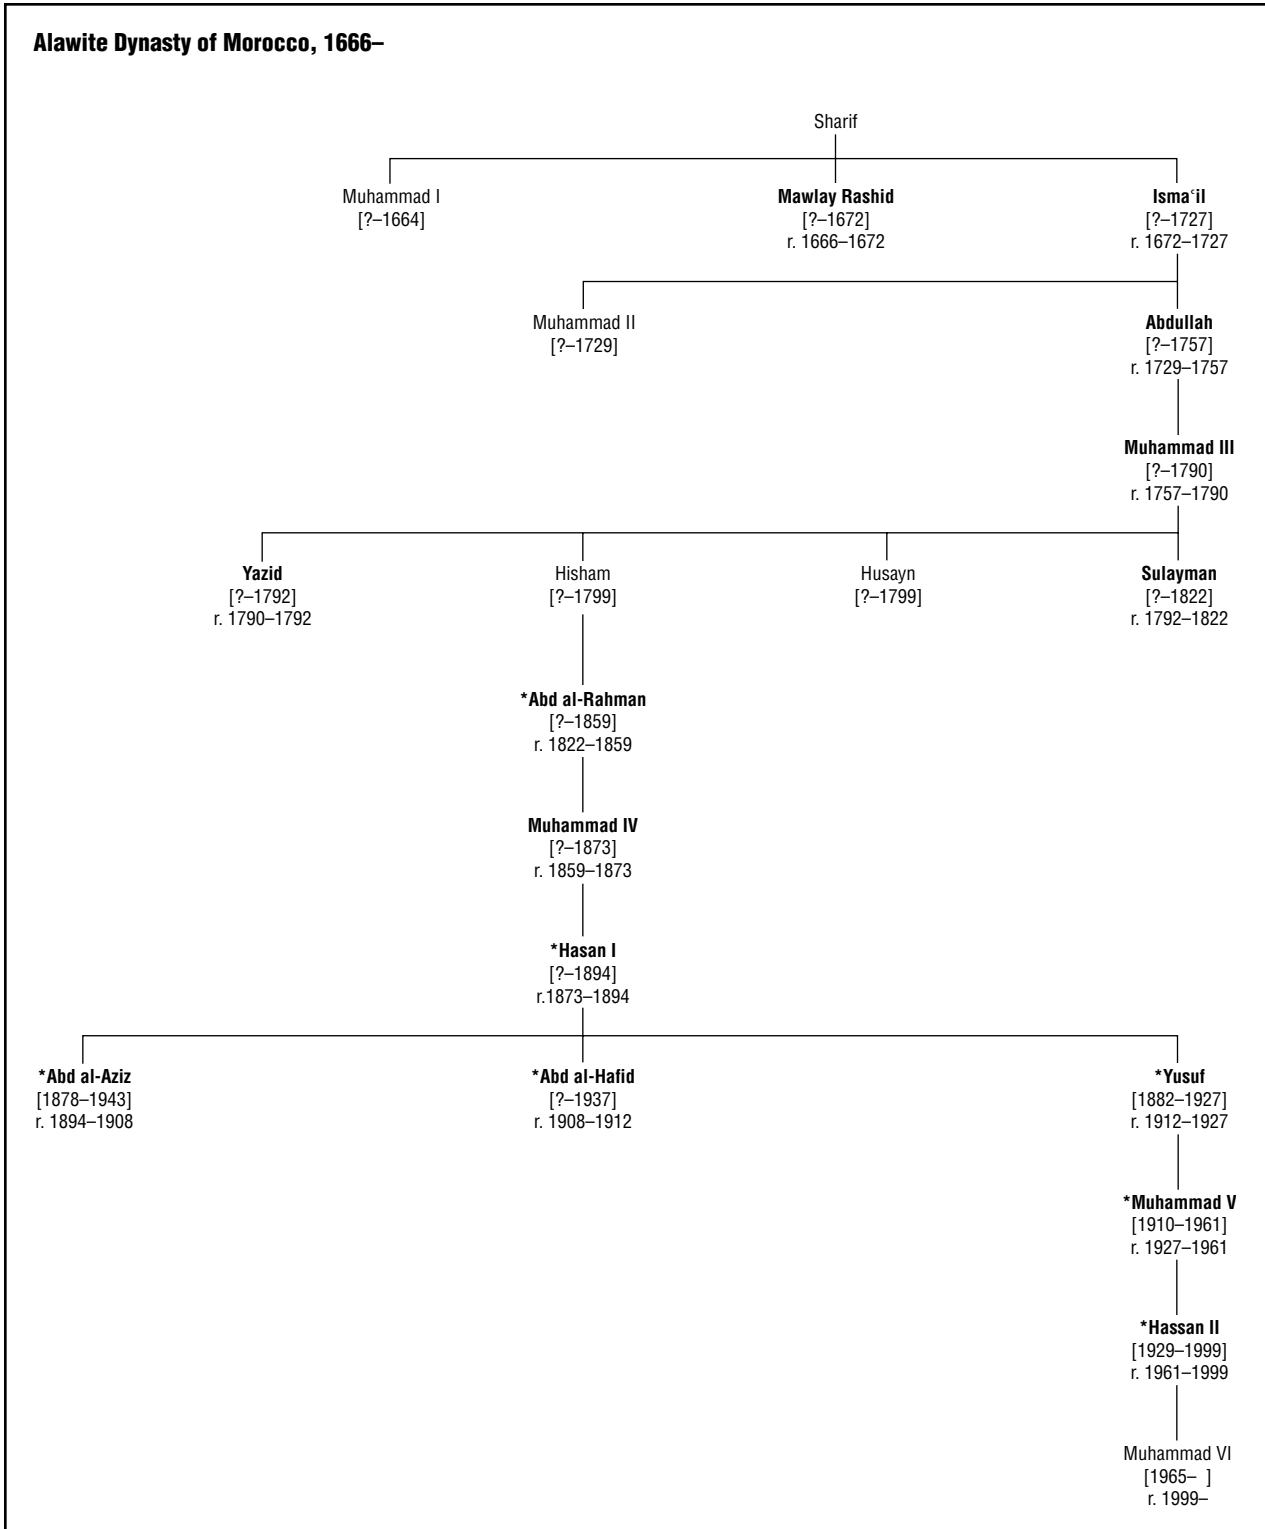 Alawite Dynasty of Morocco, 1666–
Sharif
Muhammad I
[?–1664]
Mawlay Rashid
[?–1672]
r. 1666–1672
Ismaʿil
[?–1727]
r. 1672–1727
Muhammad II
[?–1729]
Abdullah
[?–1757]
r. 1729–1757
Muhammad III
[?–1790]
r. 1757–1790
Yazid
[?–1792]
r. 1790–1792
Hisham
[?–1799]
Husayn
[?–1799]
Sulayman
[?–1822]
r. 1792–1822
*Abd al-Rahman
[?–1859]
r. 1822–1859
Muhammad IV
[?–1873]
r. 1859–1873
*Hasan I
[?–1894]
r.1873–1894
*Abd al-Aziz
[1878–1943]
r. 1894–1908
*Abd al-Hafid
[?–1937]
r. 1908–1912
*Yusuf
[1882–1927]
r. 1912–1927
*Muhammad V
[1910–1961]
r. 1927–1961
*Hassan II
[1929–1999]
r. 1961–1999
Muhammad VI
[1965–  ]
r. 1999–